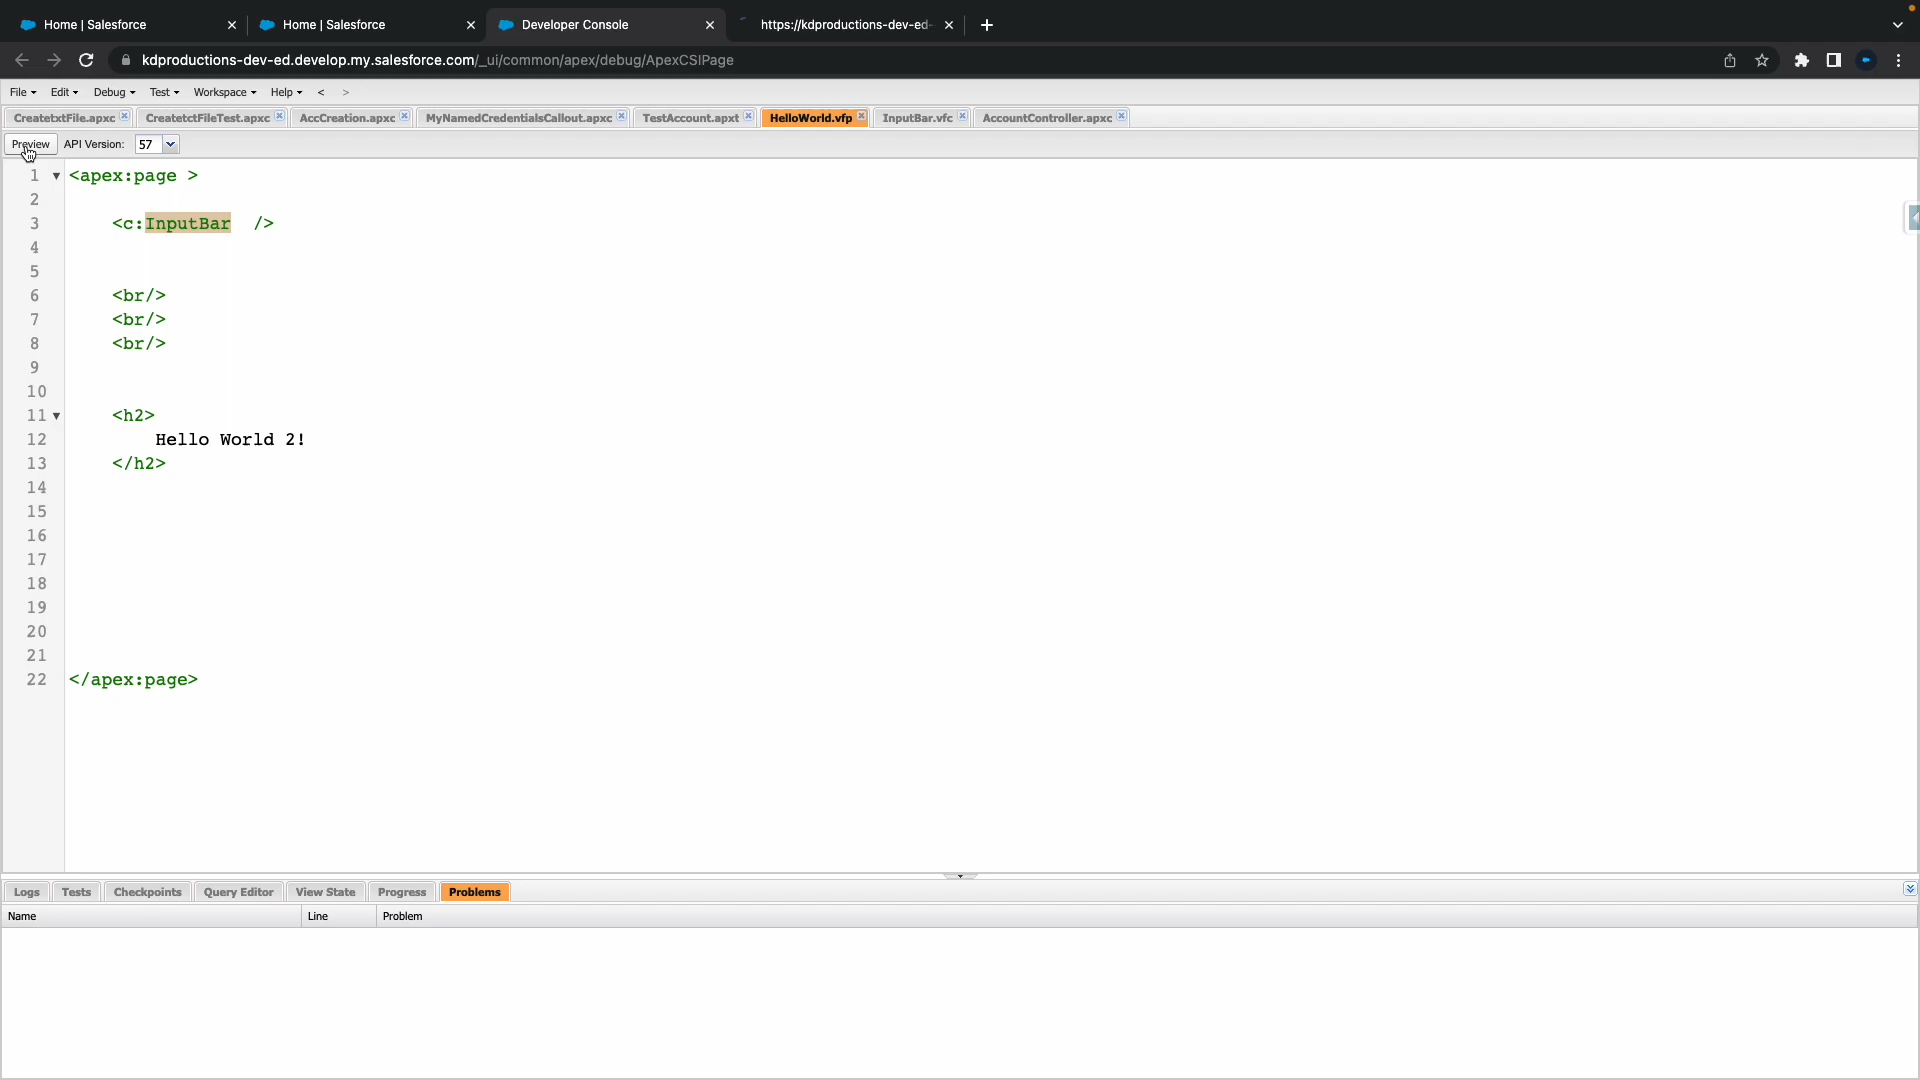 Home | Salesforce
Home | Salesforce
Developer Console
https://kdproductions-dev-ed-
kdproductions-dev-ed.develop.my.salesforce.com/_ui/common/apex/debug/ApexCSIPage
File Edit Debug Test Workspace Help < >
CreatetxtFile.apxc CreatetctFileTest.apxc AccCreation.apxc MyNamedCredentialsCallout.apxc TestAccount.apxt HelloWorld.vfp InputBar.vfc AccountController.apxc
Preview API Version: 57
1 <apex:page >
2
3 <c:InputBar />
4
5
6 <br/>
7 <br/>
8 <br/>
9
10
11 <h2>
12 Hello World 2!
13 </h2>
14
15
16
17
18
19
20
21
22 </apex:page>
Logs Tests Checkpoints Query Editor View State Progress Problems
Name Line Problem